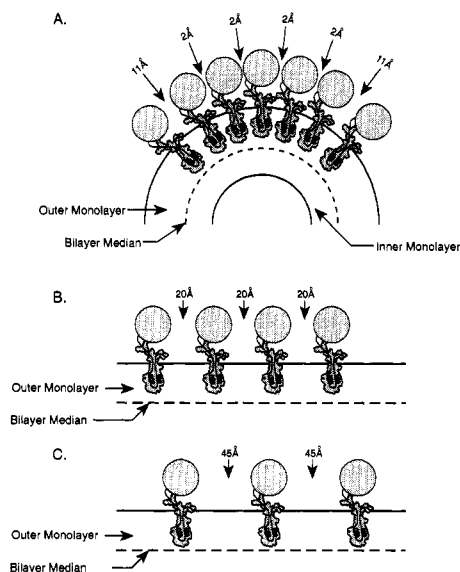 A.
11Å 2Å 2Å 2Å 2Å 11Å
Outer Monolayer
Bilayer Median
Inner Monolayer
B.
20Å 20Å 20Å
Outer Monolayer
Bilayer Median
C.
45Å 45Å
Outer Monolayer
Bilayer Median